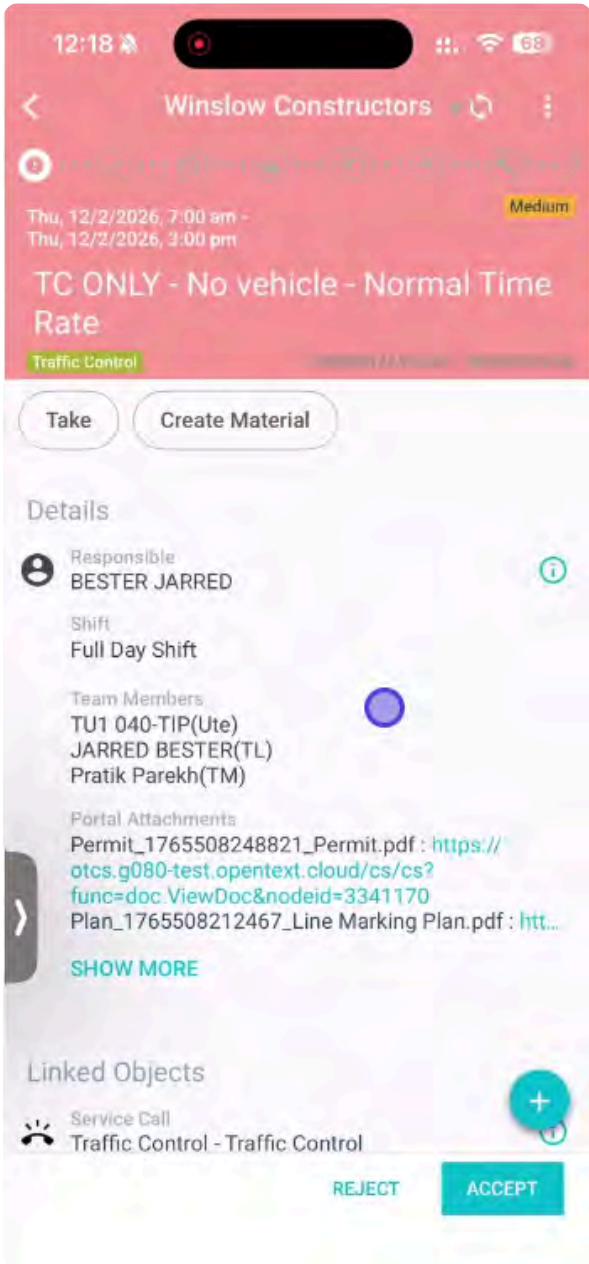 12:18
68
Winslow Constructors
Thu, 12/2/2026, 7:00 am -
Thu, 12/2/2026, 3:00 pm
Medium
TC ONLY - No vehicle - Normal Time
Rate
Traffic Control
Take
Create Material
Details
Responsible
BESTER JARRED
Shift
Full Day Shift
Team Members
TU1 040-TIP(Ute)
JARRED BESTER(TL)
Pratik Parekh(TM)
Portal Attachments
Permit_1765508248821_Permit.pdf : https://
otcs.g080-test.opentext.cloud/cs/cs?
func=doc.ViewDoc&nodeid=3341170
Plan_1765508212467_Line Marking Plan.pdf : htt...
SHOW MORE
Linked Objects
Service Call
Traffic Control - Traffic Control
REJECT
ACCEPT